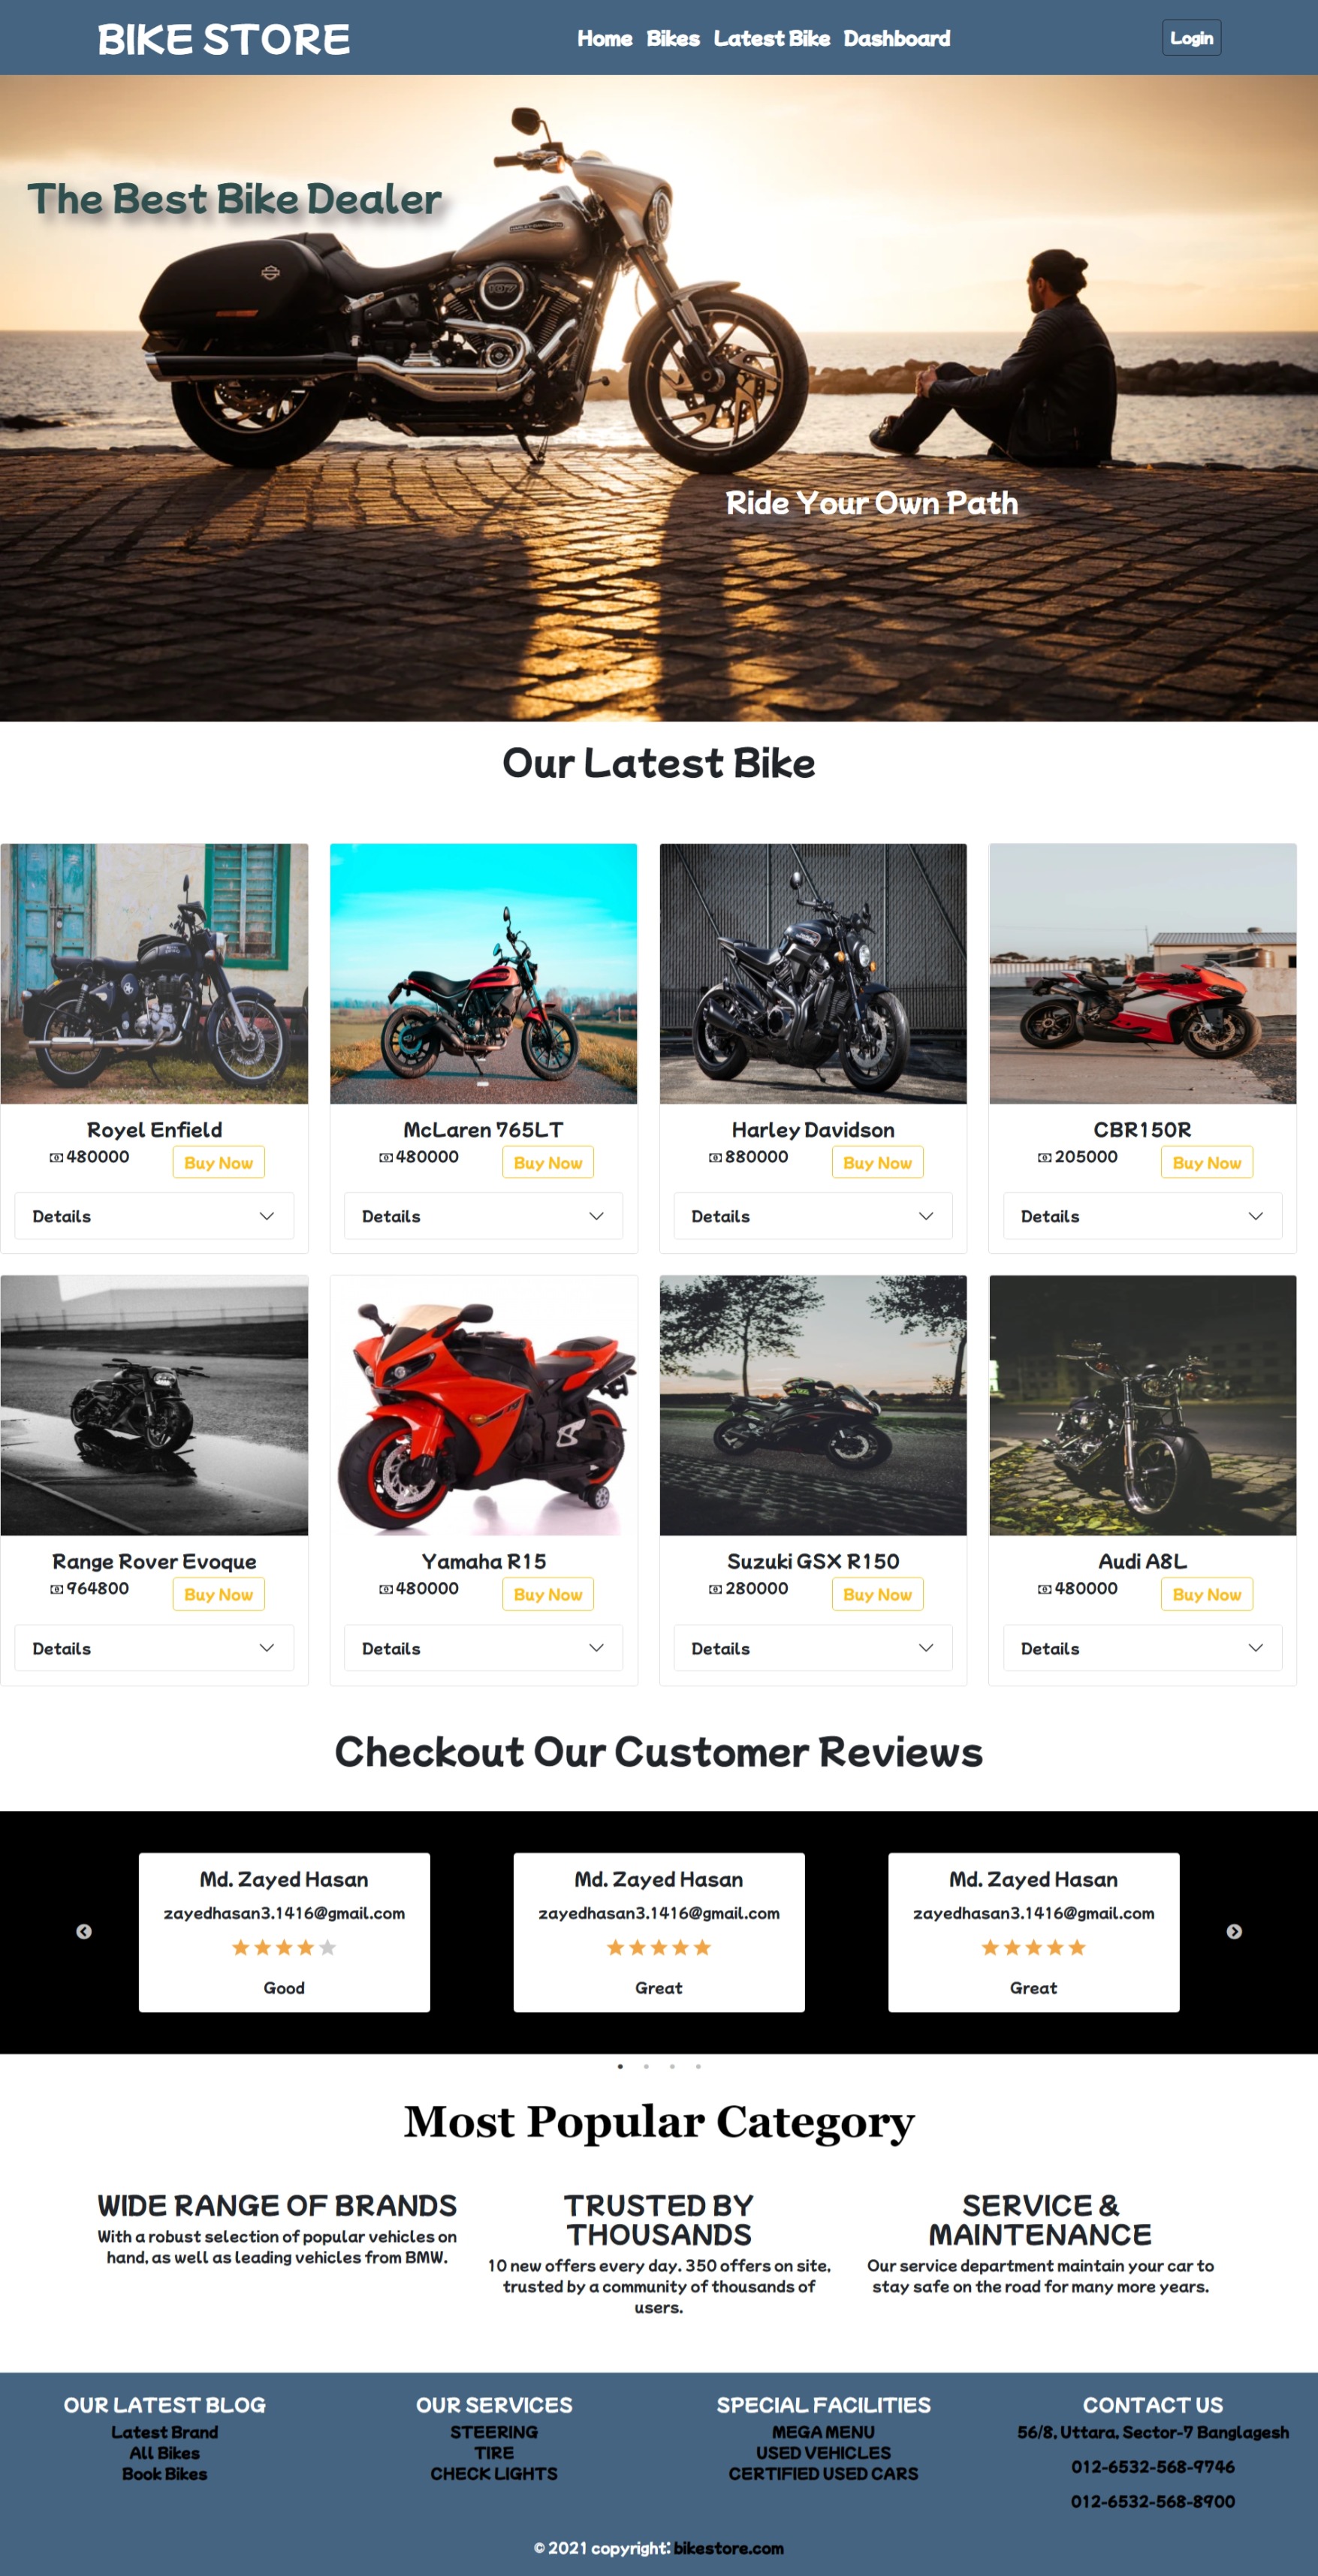 BIKE STORE
Home Bikes Latest Bike Dashboard
Login
The Best Bike Dealer
Ride Your Own Path
Our Latest Bike
Royel Enfield
480000 Buy Now
Details
McLaren 765LT
480000 Buy Now
Details
Harley Davidson
880000 Buy Now
Details
CBR150R
205000 Buy Now
Details
Range Rover Evoque
964800 Buy Now
Details
Yamaha R15
480000 Buy Now
Details
Suzuki GSX R150
280000 Buy Now
Details
Audi A8L
480000 Buy Now
Details
Checkout Our Customer Reviews
Md. Zayed Hasan
zayedhasan3.1416@gmail.com
Good
Md. Zayed Hasan
zayedhasan3.1416@gmail.com
Great
Md. Zayed Hasan
zayedhasan3.1416@gmail.com
Great
Most Popular Category
WIDE RANGE OF BRANDS
With a robust selection of popular vehicles on
hand, as well as leading vehicles from BMW.
TRUSTED BY
THOUSANDS
10 new offers every day. 350 offers on site,
trusted by a community of thousands of
users.
SERVICE &
MAINTENANCE
Our service department maintain your car to
stay safe on the road for many more years.
OUR LATEST BLOG
Latest Brand
All Bikes
Book Bikes
OUR SERVICES
STEERING
TIRE
CHECK LIGHTS
SPECIAL FACILITIES
MEGA MENU
USED VEHICLES
CERTIFIED USED CARS
CONTACT US
56/8, Uttara, Sector-7 Banglagesh
012-6532-568-9746
012-6532-568-8900
© 2021 copyright: bikestore.com